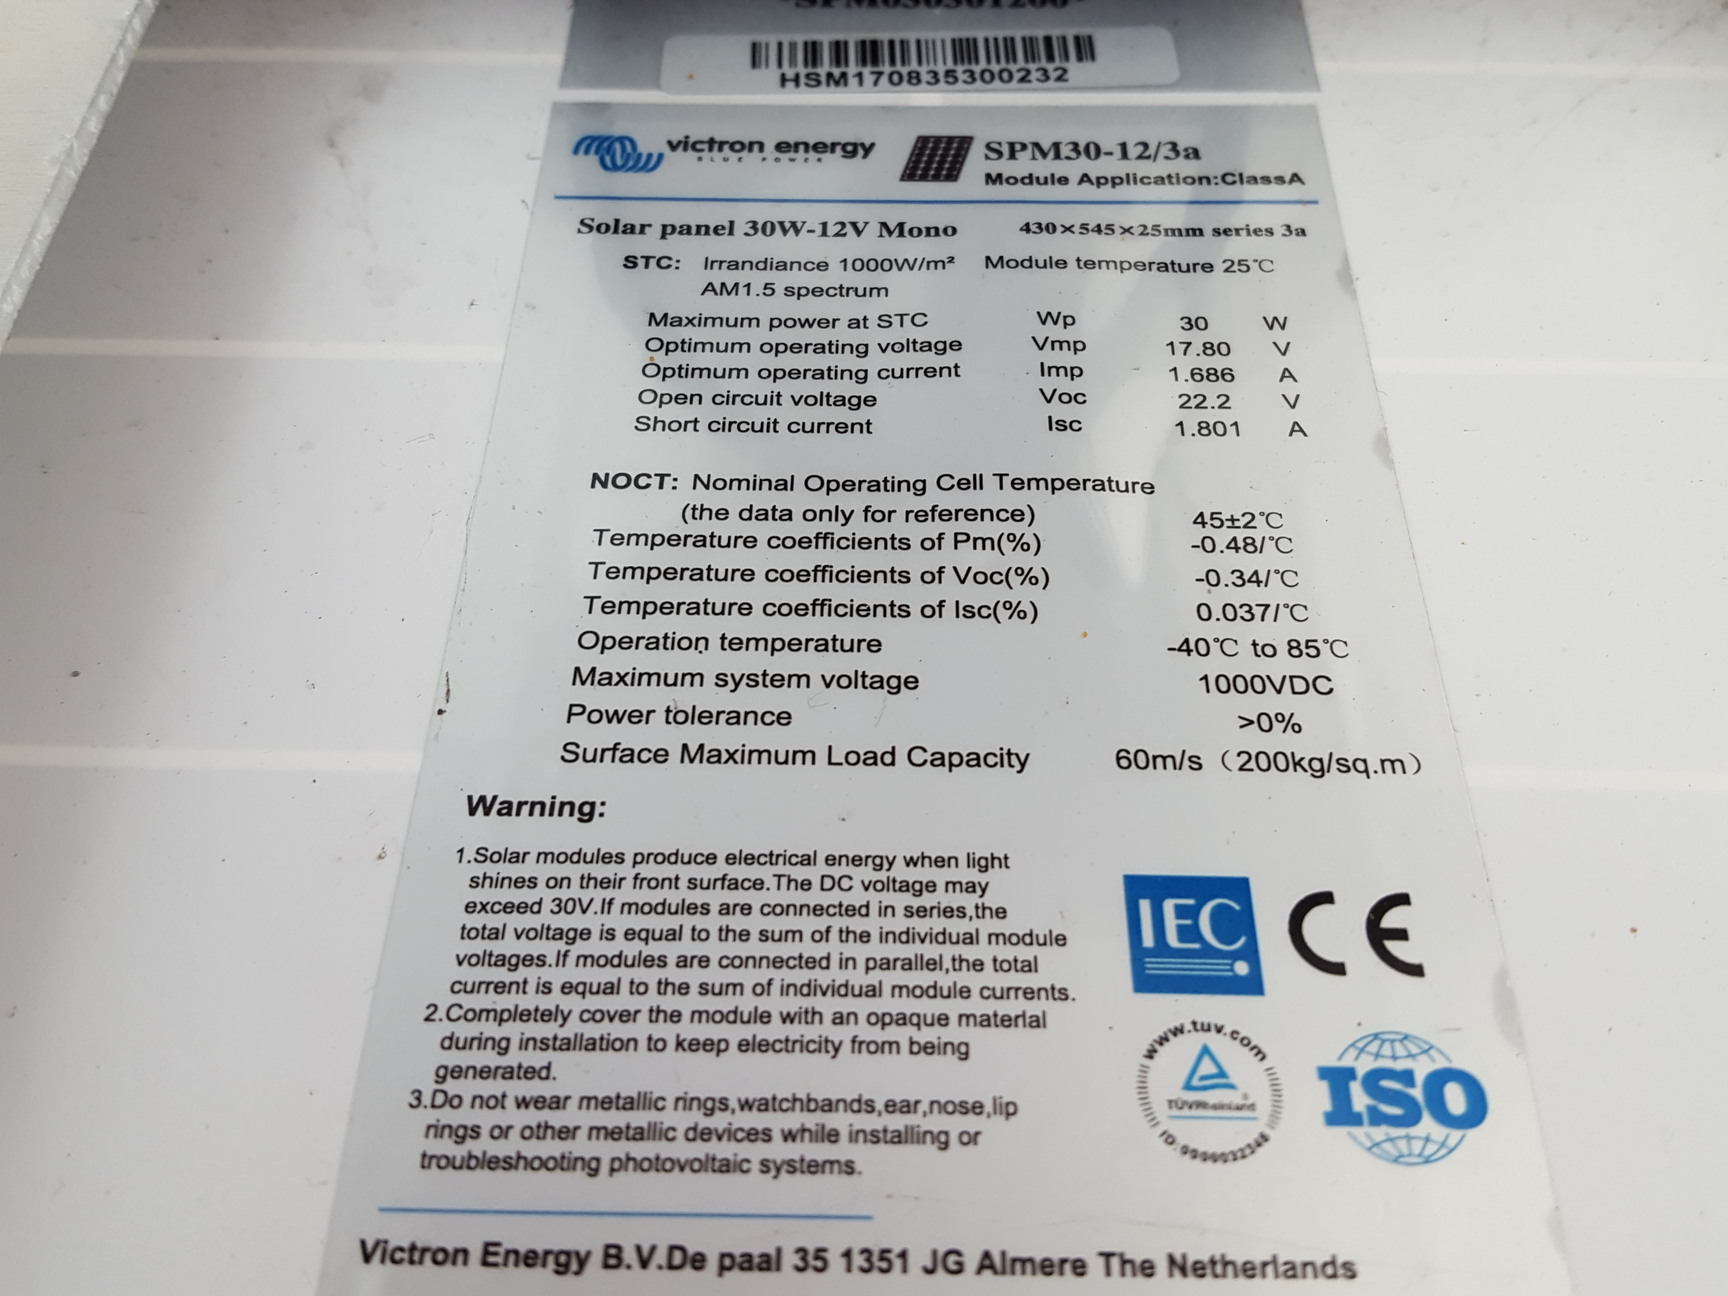 SPM030301200
HSM170835300232
victron energy
BLUE POWER
SPM30-12/3a
Module Application:ClassA
Solar panel 30W-12V Mono 430×545×25mm series 3a
STC: Irrandiance 1000W/m² Module temperature 25℃
AM1.5 spectrum
Maximum power at STC Wp 30 W
Optimum operating voltage Vmp 17.80 V
Optimum operating current Imp 1.686 A
Open circuit voltage Voc 22.2 V
Short circuit current Isc 1.801 A
NOCT: Nominal Operating Cell Temperature
(the data only for reference) 45±2℃
Temperature coefficients of Pm(%) -0.48/℃
Temperature coefficients of Voc(%) -0.34/℃
Temperature coefficients of Isc(%) 0.037/℃
Operation temperature -40℃ to 85℃
Maximum system voltage 1000VDC
Power tolerance >0%
Surface Maximum Load Capacity 60m/s（200kg/sq.m）
Warning:
1.Solar modules produce electrical energy when light
shines on their front surface.The DC voltage may
exceed 30V.If modules are connected in series,the
total voltage is equal to the sum of the individual module
voltages.If modules are connected in parallel,the total
current is equal to the sum of individual module currents.
2.Completely cover the module with an opaque material
during installation to keep electricity from being
generated.
3.Do not wear metallic rings,watchbands,ear,nose,lip
rings or other metallic devices while installing or
troubleshooting photovoltaic systems.
IEC
CE
www.tuv.com
TÜVRheinland
ISO
Victron Energy B.V.De paal 35 1351 JG Almere The Netherlands